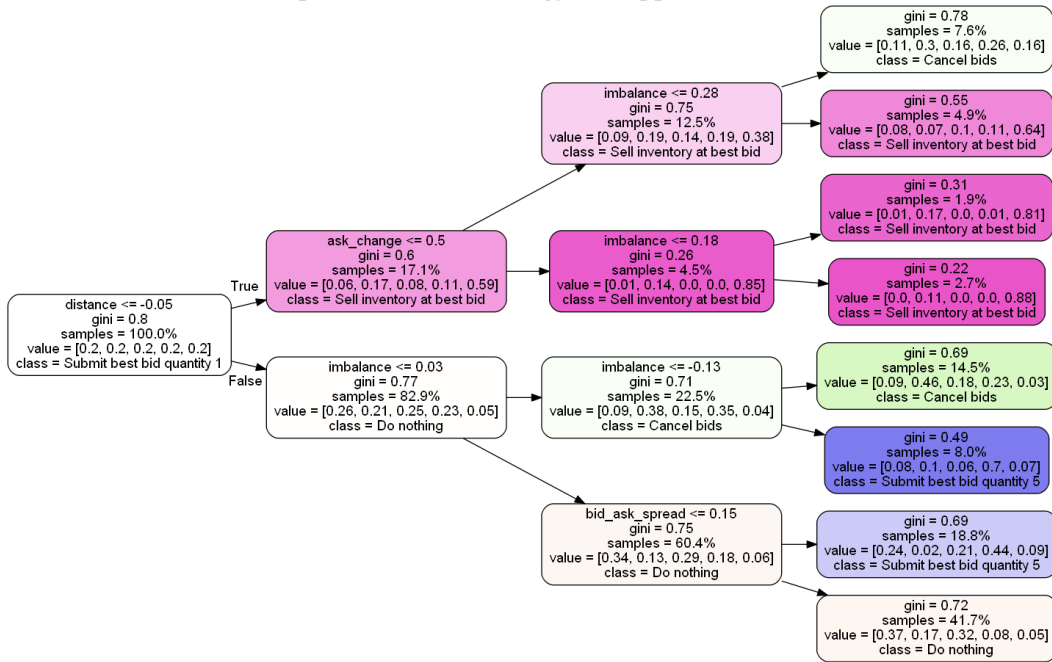 distance <= -0.05
gini = 0.8
samples = 100.0%
value = [0.2, 0.2, 0.2, 0.2, 0.2]
class = Submit best bid quantity 1
True
False
ask_change <= 0.5
gini = 0.6
samples = 17.1%
value = [0.06, 0.17, 0.08, 0.11, 0.59]
class = Sell inventory at best bid
imbalance <= 0.03
gini = 0.77
samples = 82.9%
value = [0.26, 0.21, 0.25, 0.23, 0.05]
class = Do nothing
imbalance <= 0.28
gini = 0.75
samples = 12.5%
value = [0.09, 0.19, 0.14, 0.19, 0.38]
class = Sell inventory at best bid
imbalance <= 0.18
gini = 0.26
samples = 4.5%
value = [0.01, 0.14, 0.0, 0.0, 0.85]
class = Sell inventory at best bid
imbalance <= -0.13
gini = 0.71
samples = 22.5%
value = [0.09, 0.38, 0.15, 0.35, 0.04]
class = Cancel bids
bid_ask_spread <= 0.15
gini = 0.75
samples = 60.4%
value = [0.34, 0.13, 0.29, 0.18, 0.06]
class = Do nothing
gini = 0.78
samples = 7.6%
value = [0.11, 0.3, 0.16, 0.26, 0.16]
class = Cancel bids
gini = 0.55
samples = 4.9%
value = [0.08, 0.07, 0.1, 0.11, 0.64]
class = Sell inventory at best bid
gini = 0.31
samples = 1.9%
value = [0.01, 0.17, 0.0, 0.01, 0.81]
class = Sell inventory at best bid
gini = 0.22
samples = 2.7%
value = [0.0, 0.11, 0.0, 0.0, 0.88]
class = Sell inventory at best bid
gini = 0.69
samples = 14.5%
value = [0.09, 0.46, 0.18, 0.23, 0.03]
class = Cancel bids
gini = 0.49
samples = 8.0%
value = [0.08, 0.1, 0.06, 0.7, 0.07]
class = Submit best bid quantity 5
gini = 0.69
samples = 18.8%
value = [0.24, 0.02, 0.21, 0.44, 0.09]
class = Submit best bid quantity 5
gini = 0.72
samples = 41.7%
value = [0.37, 0.17, 0.32, 0.08, 0.05]
class = Do nothing